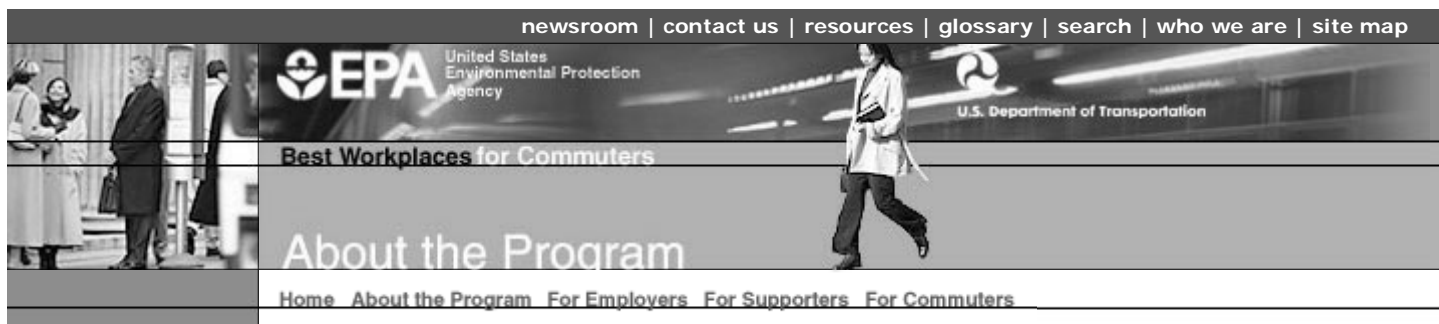 newsroom | contact us | resources | glossary | search | who we are | site map
EPA
United States
Environmental Protection
Agency
U.S. Department of Transportation
Best Workplaces for Commuters
About the Program
Home About the Program For Employers For Supporters For Commuters